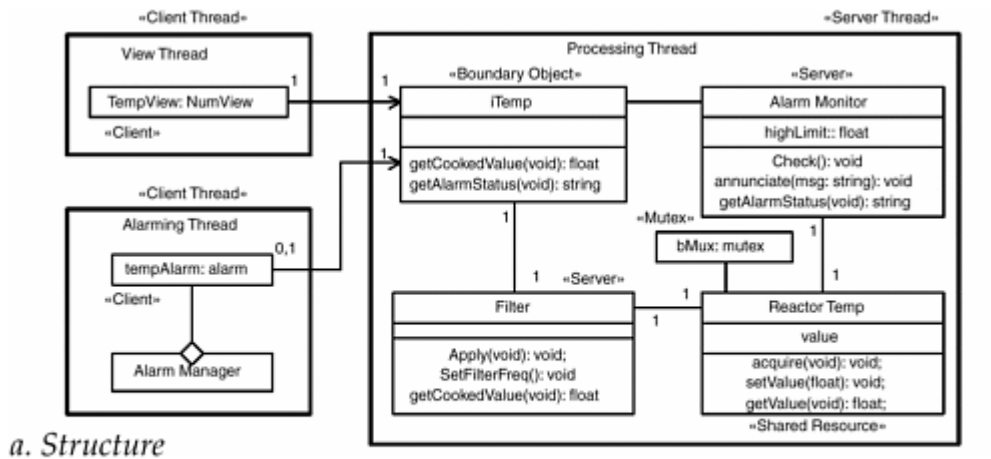 «Client Thread»
View Thread
TempView: NumView
«Client»
1
1
«Client Thread»
Alarming Thread
tempAlarm: alarm
0,1
1
«Client»
Alarm Manager
«Server Thread»
Processing Thread
«Boundary Object»
iTemp
getCookedValue(void): float
getAlarmStatus(void): string
«Server»
Alarm Monitor
highLimit:: float
Check(): void
annunciate(msg: string): void
getAlarmStatus(void): string
1
1
«Mutex»
bMux: mutex
1
1
«Server»
Filter
Apply(void): void;
SetFilterFreq(): void
getCookedValue(void): float
1
1
Reactor Temp
value
acquire(void): void;
setValue(float): void;
getValue(void): float;
«Shared Resource»
a. Structure